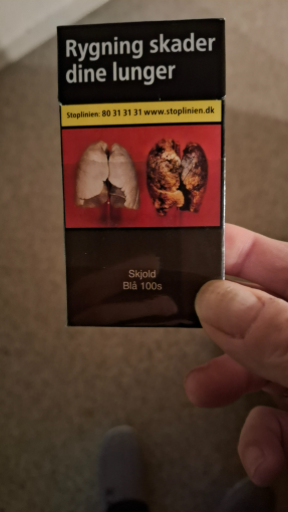 Rygning skader
dine lunger
Stoplinien: 80 31 31 31 www.stoplinien.dk
Skjold
Blå 100s